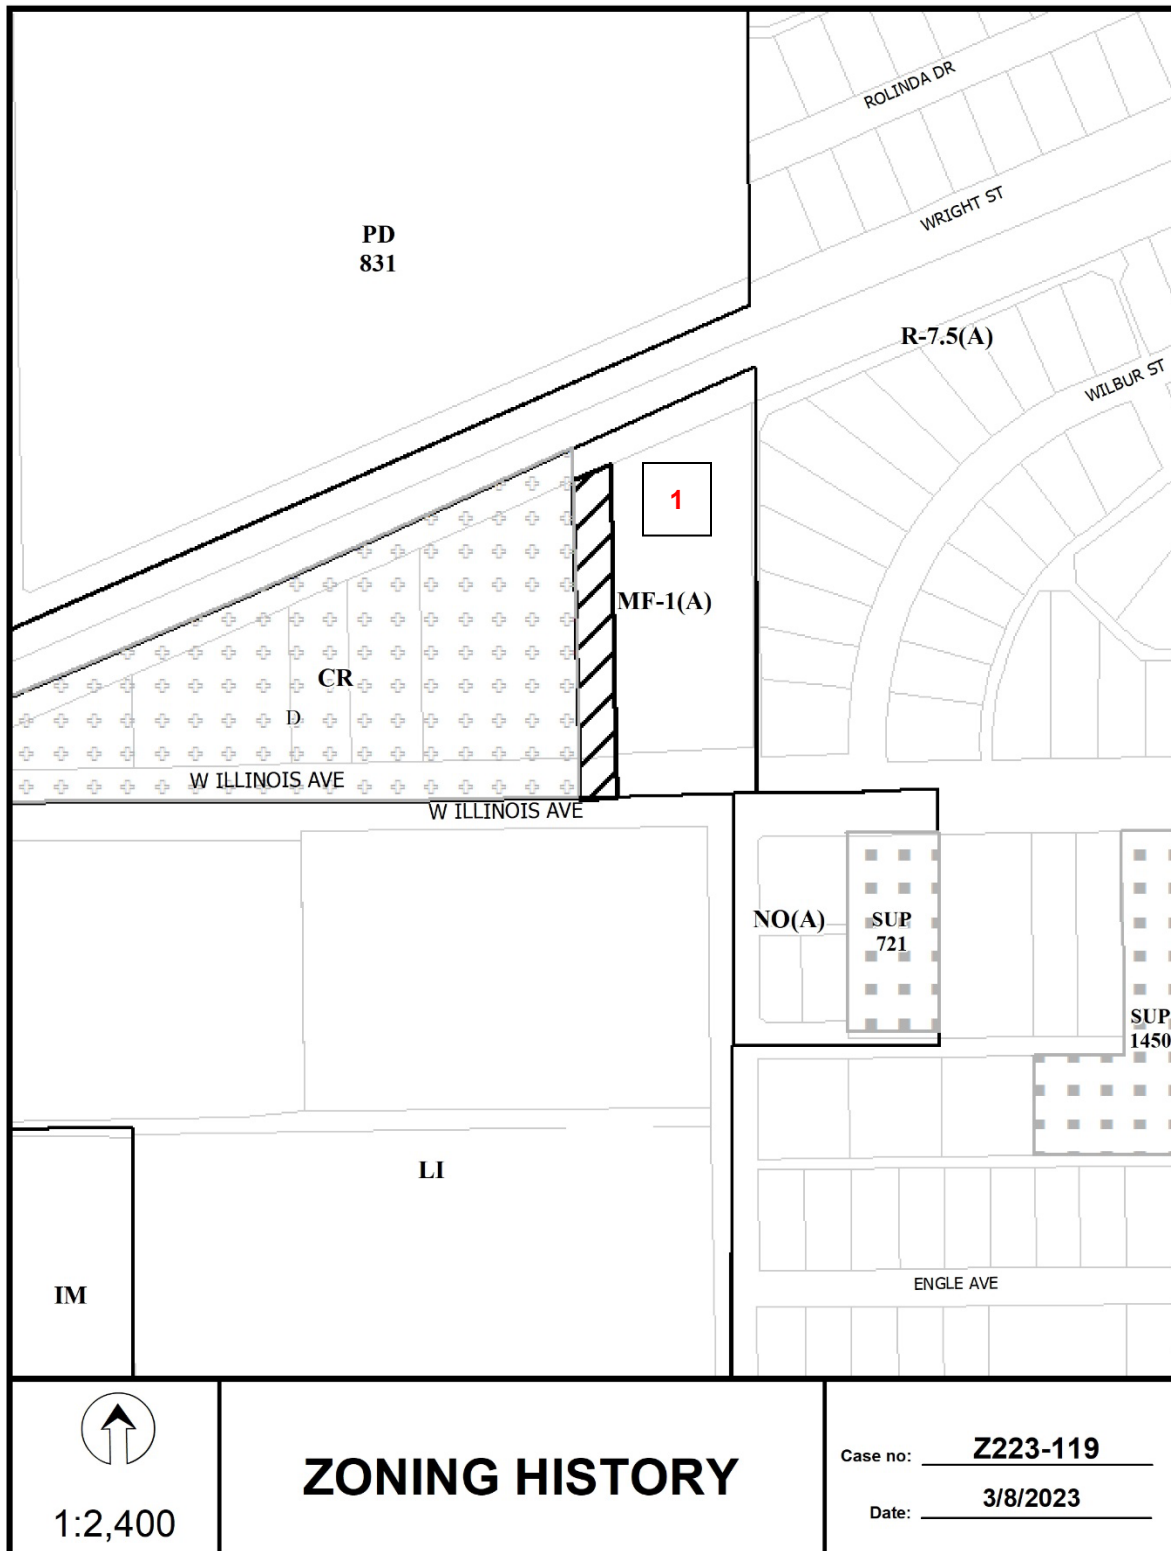 ROLINDA DR
WRIGHT ST
PD
831
R-7.5(A)
WILBUR ST
1
MF-1(A)
CR
D
W ILLINOIS AVE
W ILLINOIS AVE
NO(A)
SUP
721
SUP
1450
LI
ENGLE AVE
IM
1:2,400
ZONING HISTORY
Case no: Z223-119
Date: 3/8/2023